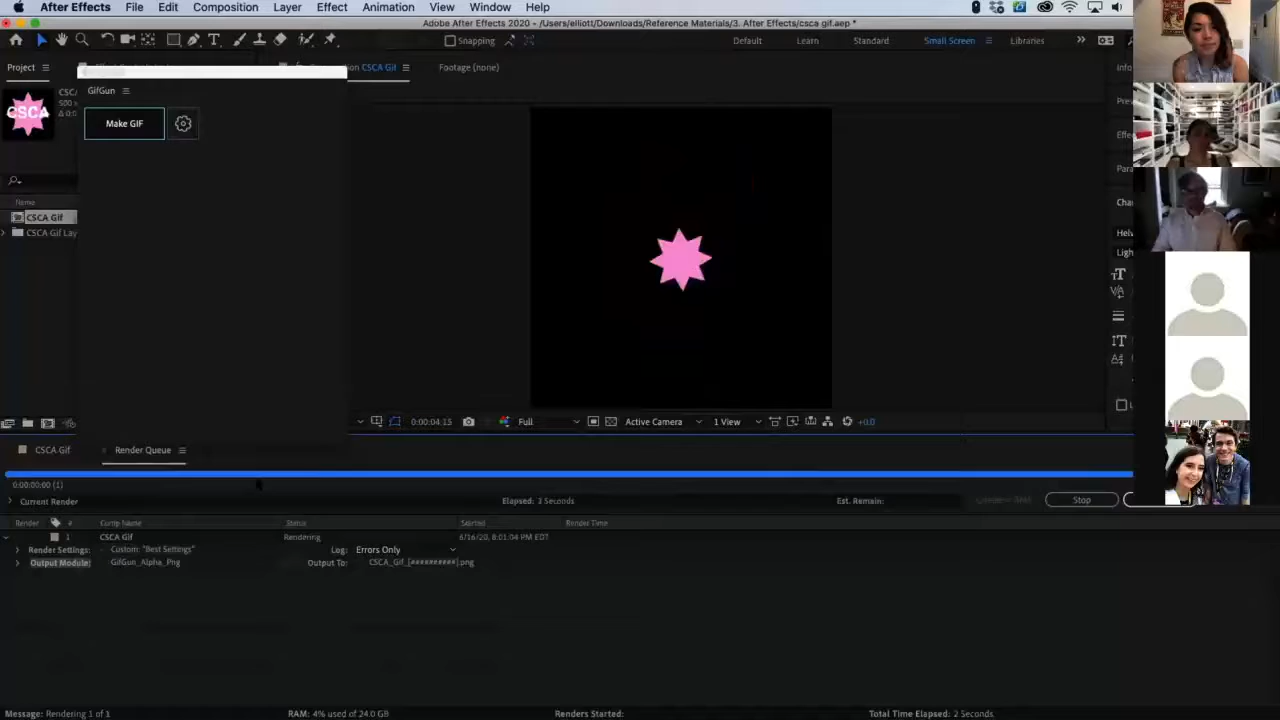 After Effects File Edit Composition Layer Effect Animation View Window Help
Adobe After Effects 2020 - /Users/elliott/Downloads/Reference Materials/3. After Effects/csca gif.aep *
Snapping Default Learn Standard Small Screen Libraries
Project CSCA Gif Footage (none)
GifGun
Make GIF
CSCA
Name
CSCA Gif
CSCA Gif Lay
Info
Char
Helv
Light
0:00:04:15 Full Active Camera 1 View +0.0
CSCA Gif Render Queue
0:00:00:00 (1)
Current Render Elapsed: 3 Seconds Est. Remain: Stop
Render # Comp Name Status Started Render Time
1 CSCA Gif Rendering 6/16/20, 8:01:04 PM EDT
Render Settings: Custom: "Best Settings" Log: Errors Only
Output Module: GifGun_Alpha_Png Output To: CSCA_Gif_[##########].png
Message: Rendering 1 of 1 RAM: 4% used of 24.0 GB Renders Started: Total Time Elapsed: 2 Seconds